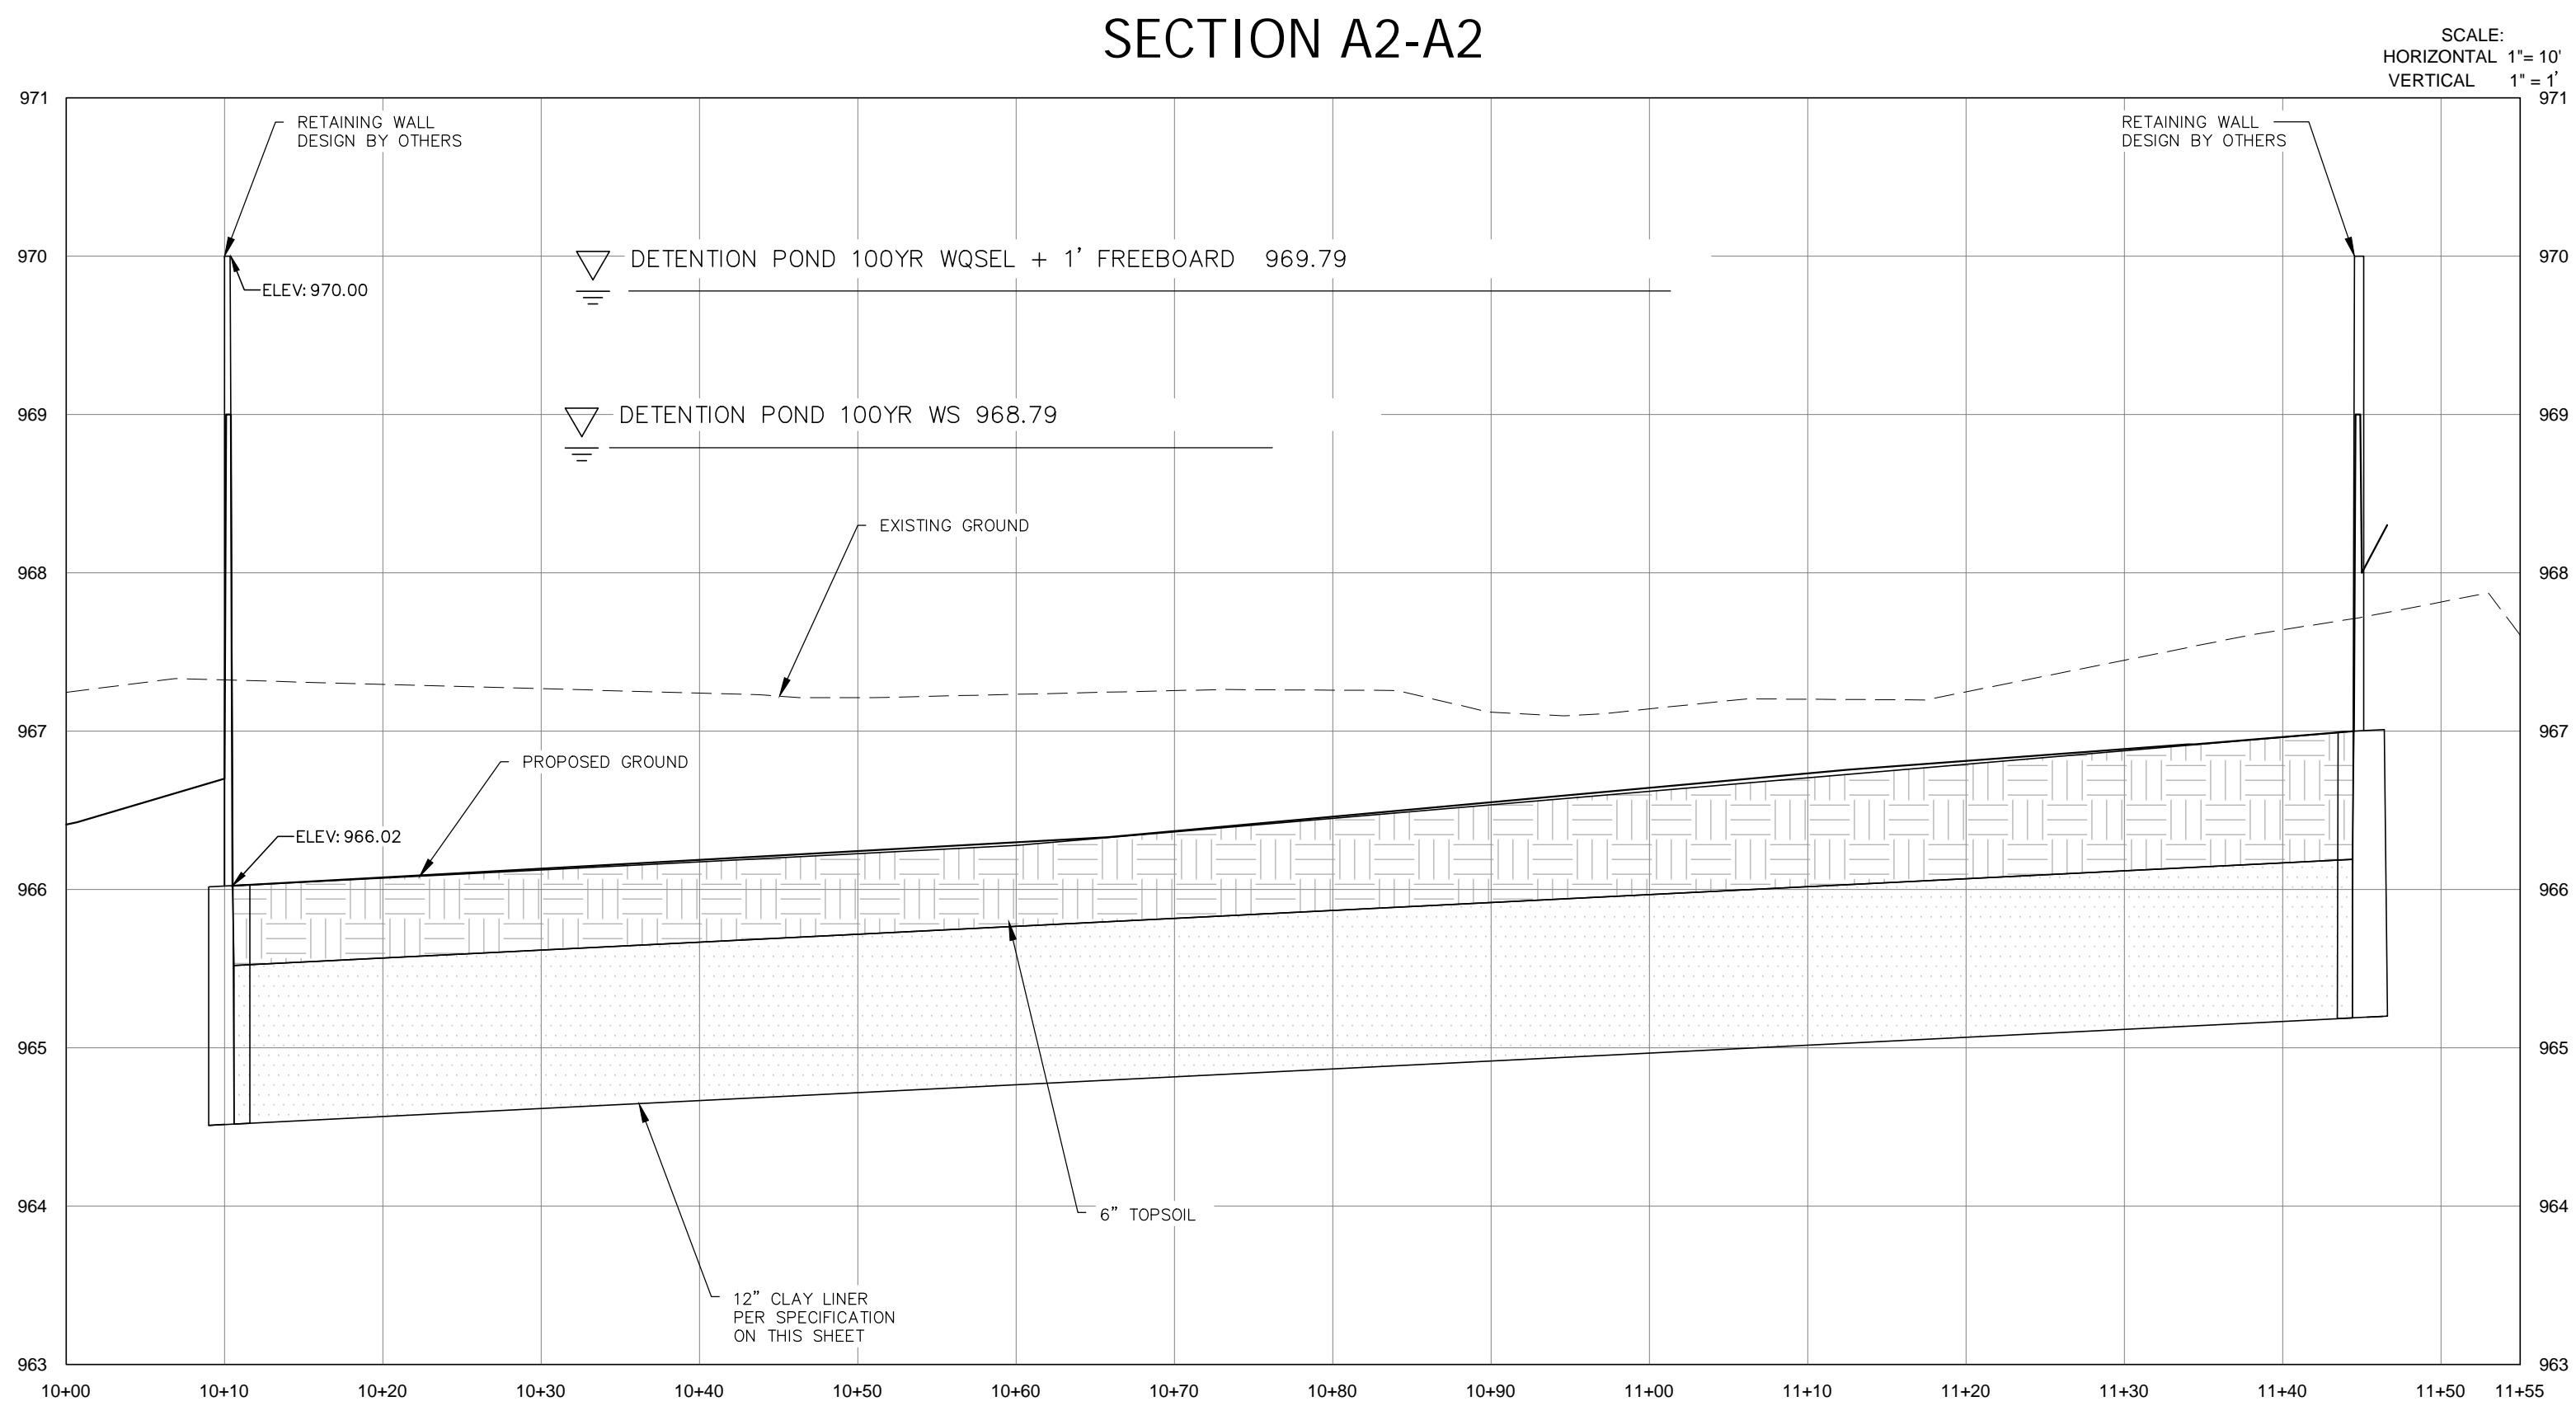 SECTION A2-A2
SCALE:
HORIZONTAL 1"= 10'
VERTICAL 1" = 1'
971
971
RETAINING WALL
DESIGN BY OTHERS
RETAINING WALL
DESIGN BY OTHERS
970
DETENTION POND 100YR WQSEL + 1' FREEBOARD 969.79
970
ELEV: 970.00
969
DETENTION POND 100YR WS 968.79
969
EXISTING GROUND
968
968
967
967
PROPOSED GROUND
ELEV: 966.02
966
966
965
965
964
6" TOPSOIL
964
12" CLAY LINER
PER SPECIFICATION
ON THIS SHEET
963
963
10+00 10+10 10+20 10+30 10+40 10+50 10+60 10+70 10+80 10+90 11+00 11+10 11+20 11+30 11+40 11+50 11+55